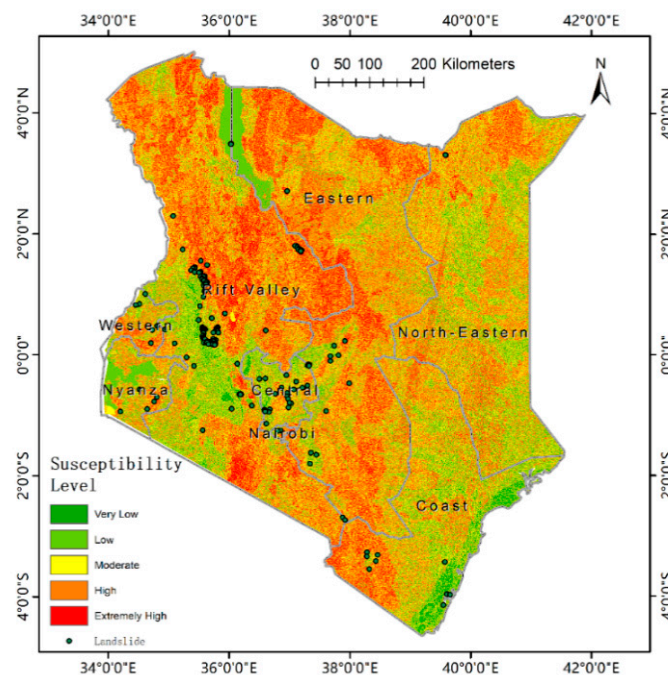 34°0'0"E 36°0'0"E 38°0'0"E 40°0'0"E 42°0'0"E
0 50 100 200 Kilometers
N
4°0'0"N 4°0'0"N
Eastern
2°0'0"N 2°0'0"N
Rift Valley
Western North-Eastern
0°0'0" 0°0'0"
Nyanza Central
Nairobi
2°0'0"S 2°0'0"S
Susceptibility
Level
Coast
Very Low
Low
Moderate
High
4°0'0"S 4°0'0"S
Extremely High
Landslide
34°0'0"E 36°0'0"E 38°0'0"E 40°0'0"E 42°0'0"E